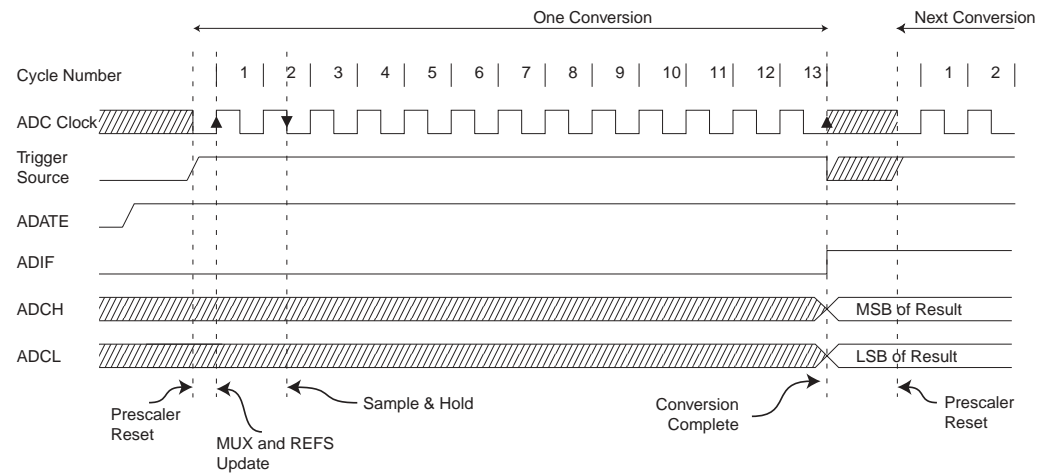 One Conversion
Next Conversion
Cycle Number
1 2 3 4 5 6 7 8 9 10 11 12 13 1 2
ADC Clock
Trigger
Source
ADATE
ADIF
ADCH
MSB of Result
ADCL
LSB of Result
Prescaler
Reset
MUX and REFS
Update
Sample & Hold
Conversion
Complete
Prescaler
Reset